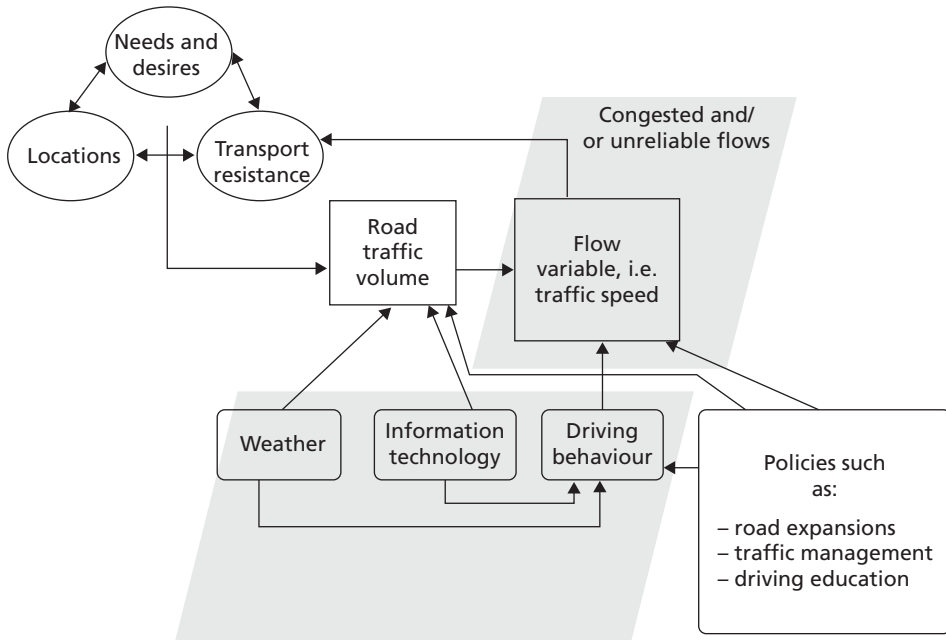 Needs and
desires
Locations
Transport
resistance
Congested and/
or unreliable flows
Road
traffic
volume
Flow
variable, i.e.
traffic speed
Weather
Information
technology
Driving
behaviour
Policies such
as:
– road expansions
– traffic management
– driving education